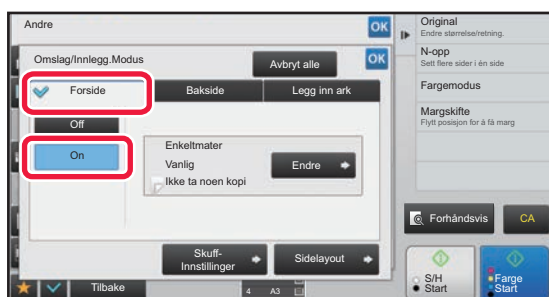 Andre
OK
Omslag/Innlegg.Modus
Avbryt alle
OK
Forside
Bakside
Legg inn ark
Off
On
Enkeltmater
Vanlig
Ikke ta noen kopi
Endre
Skuff-
Innstillinger
Sidelayout
Tilbake
4
A3
Original
Endre størrelse/retning.
N-opp
Sett flere sider i én side
Fargemodus
Margskifte
Flytt posisjon for å få marg
Forhåndsvis
CA
S/H
Start
Farge
Start